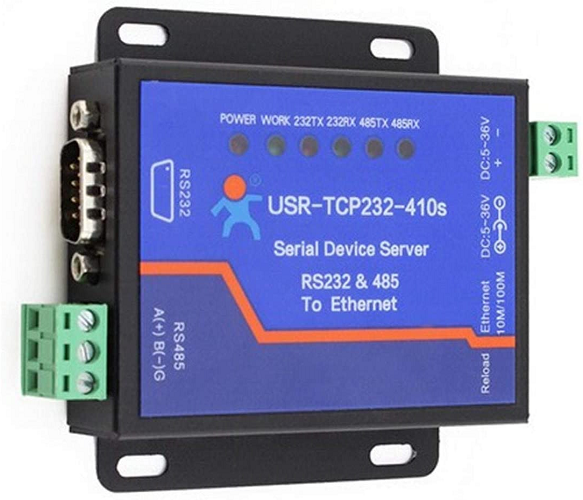 POWER WORK 232TX 232RX 485TX 485RX
RS232
USR-TCP232-410s
®
Serial Device Server
RS232 & 485
To Ethernet
RS485
A(+) B(-)G
DC:5~36V
+ −
DC:5~36V
Ethernet
10M/100M
Reload